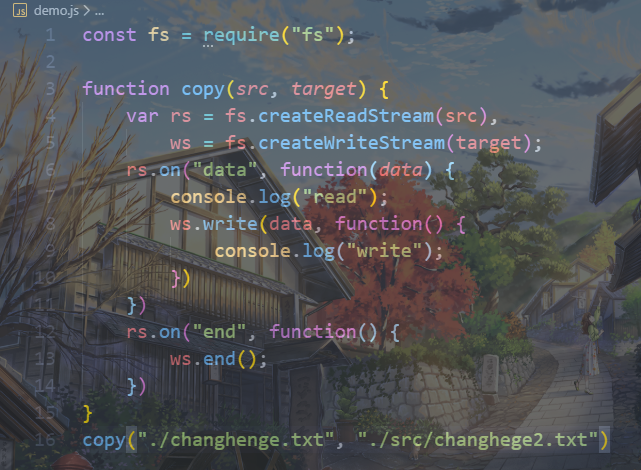 JS demo.js > ...
1 const fs = require("fs");
2
3 function copy(src, target) {
4 var rs = fs.createReadStream(src),
5 ws = fs.createWriteStream(target);
6 rs.on("data", function(data) {
7 console.log("read");
8 ws.write(data, function() {
9 console.log("write");
10 })
11 })
12 rs.on("end", function() {
13 ws.end();
14 })
15 }
16 copy("./changhenge.txt", "./src/changhege2.txt")